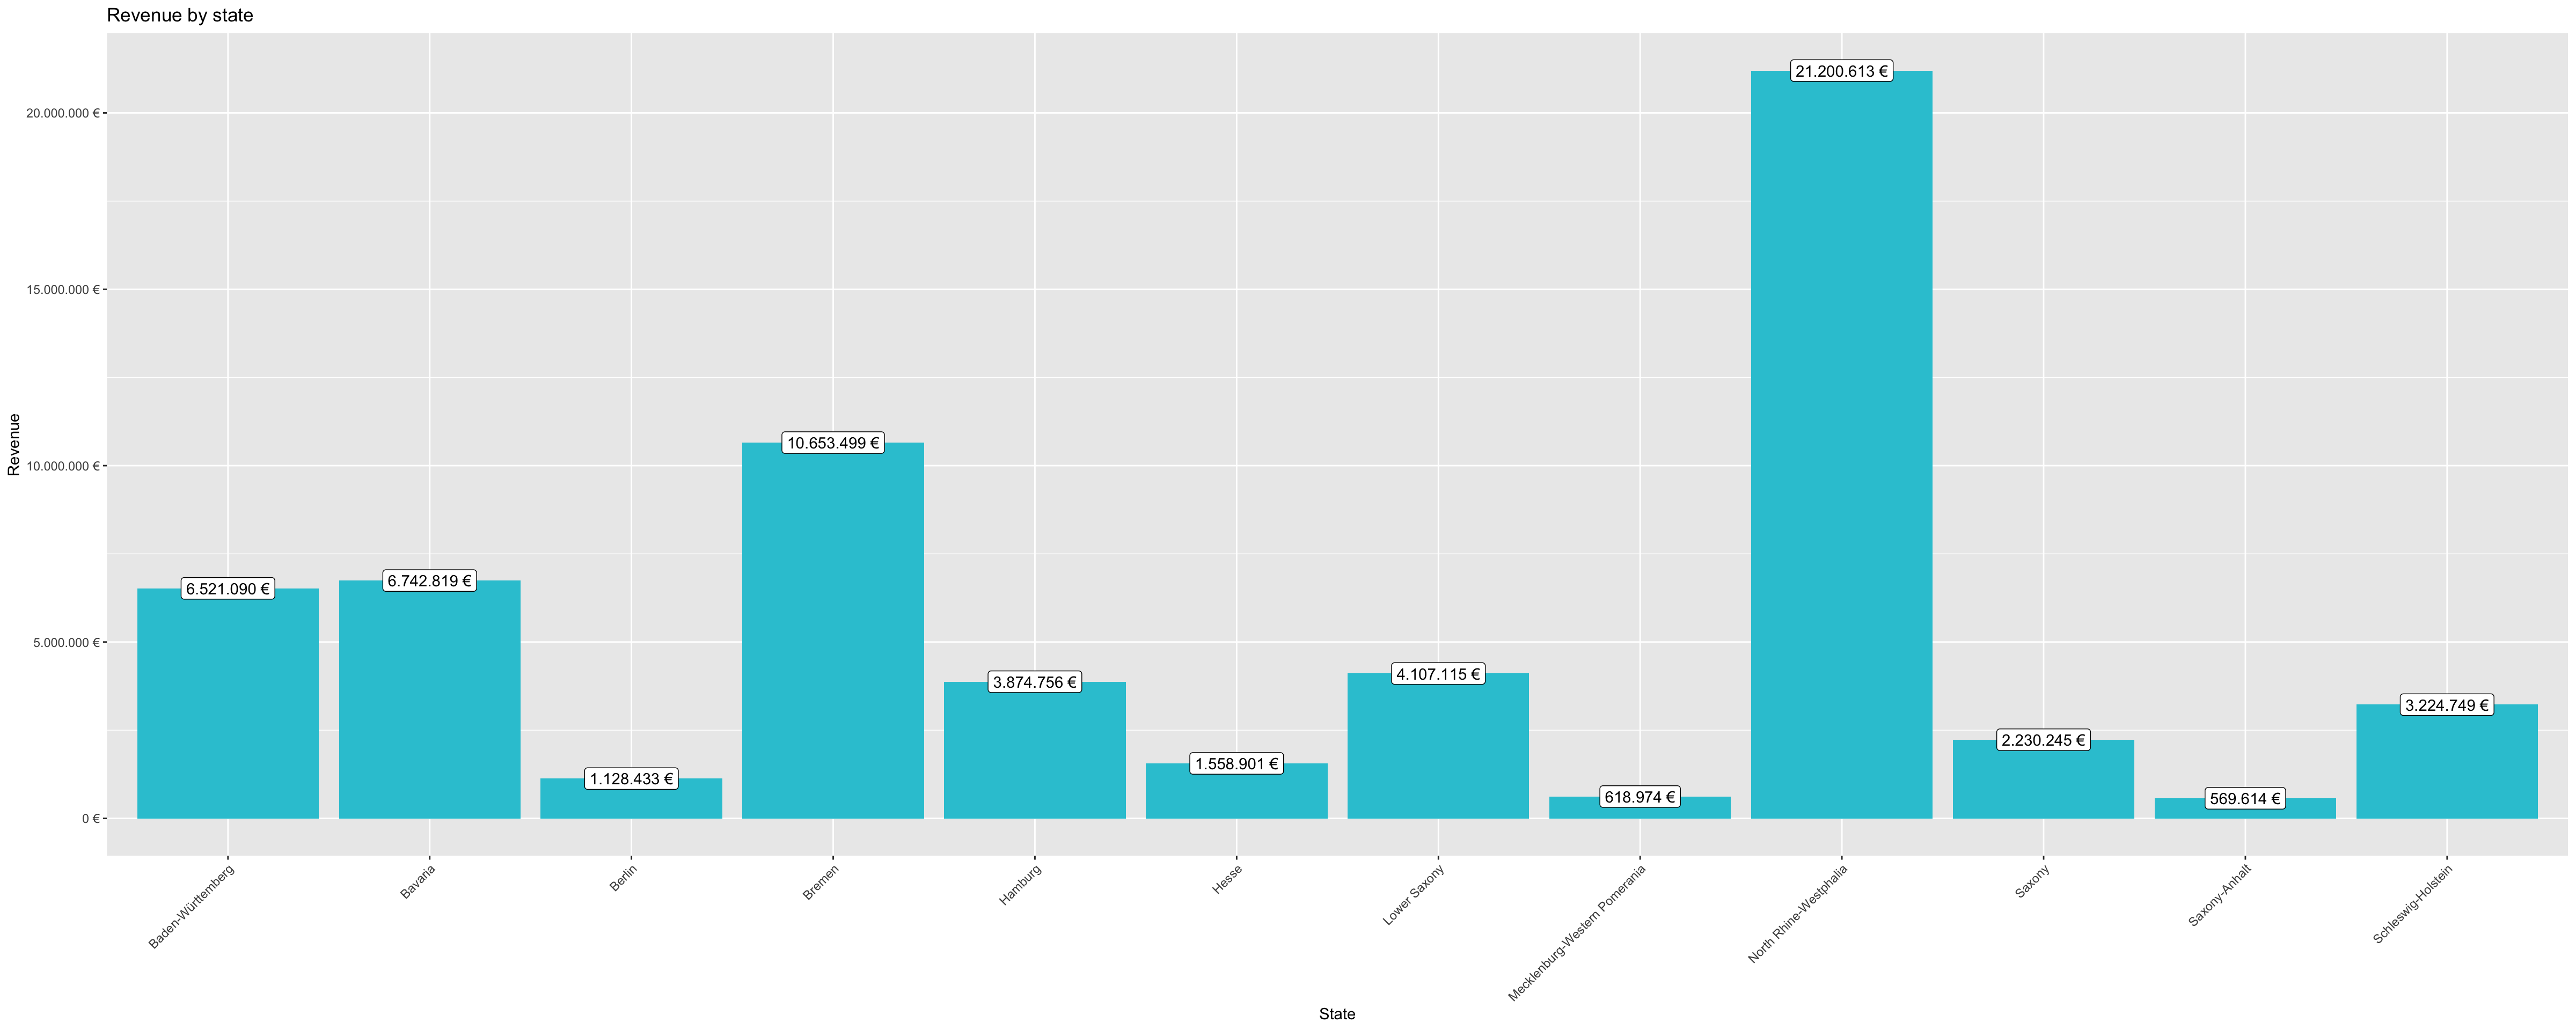 Revenue by state
Revenue
20.000.000 €
15.000.000 €
10.000.000 €
5.000.000 €
0 €
6.521.090 €
6.742.819 €
1.128.433 €
10.653.499 €
3.874.756 €
1.558.901 €
4.107.115 €
618.974 €
21.200.613 €
2.230.245 €
569.614 €
3.224.749 €
Baden-Württemberg
Bavaria
Berlin
Bremen
Hamburg
Hesse
Lower Saxony
Mecklenburg-Western Pomerania
North Rhine-Westphalia
Saxony
Saxony-Anhalt
Schleswig-Holstein
State